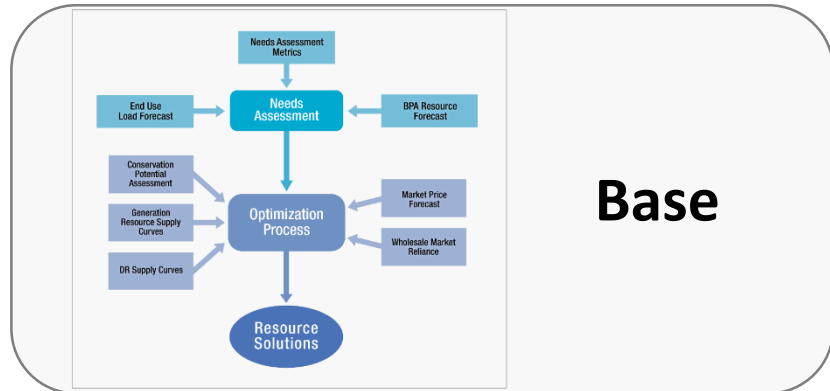 Needs Assessment
Metrics
End Use
Load Forecast
Needs
Assessment
BPA Resource
Forecast
Conservation
Potential
Assessment
Generation
Resource Supply
Curves
DR Supply Curves
Optimization
Process
Market Price
Forecast
Wholesale Market
Reliance
Resource
Solutions
Base